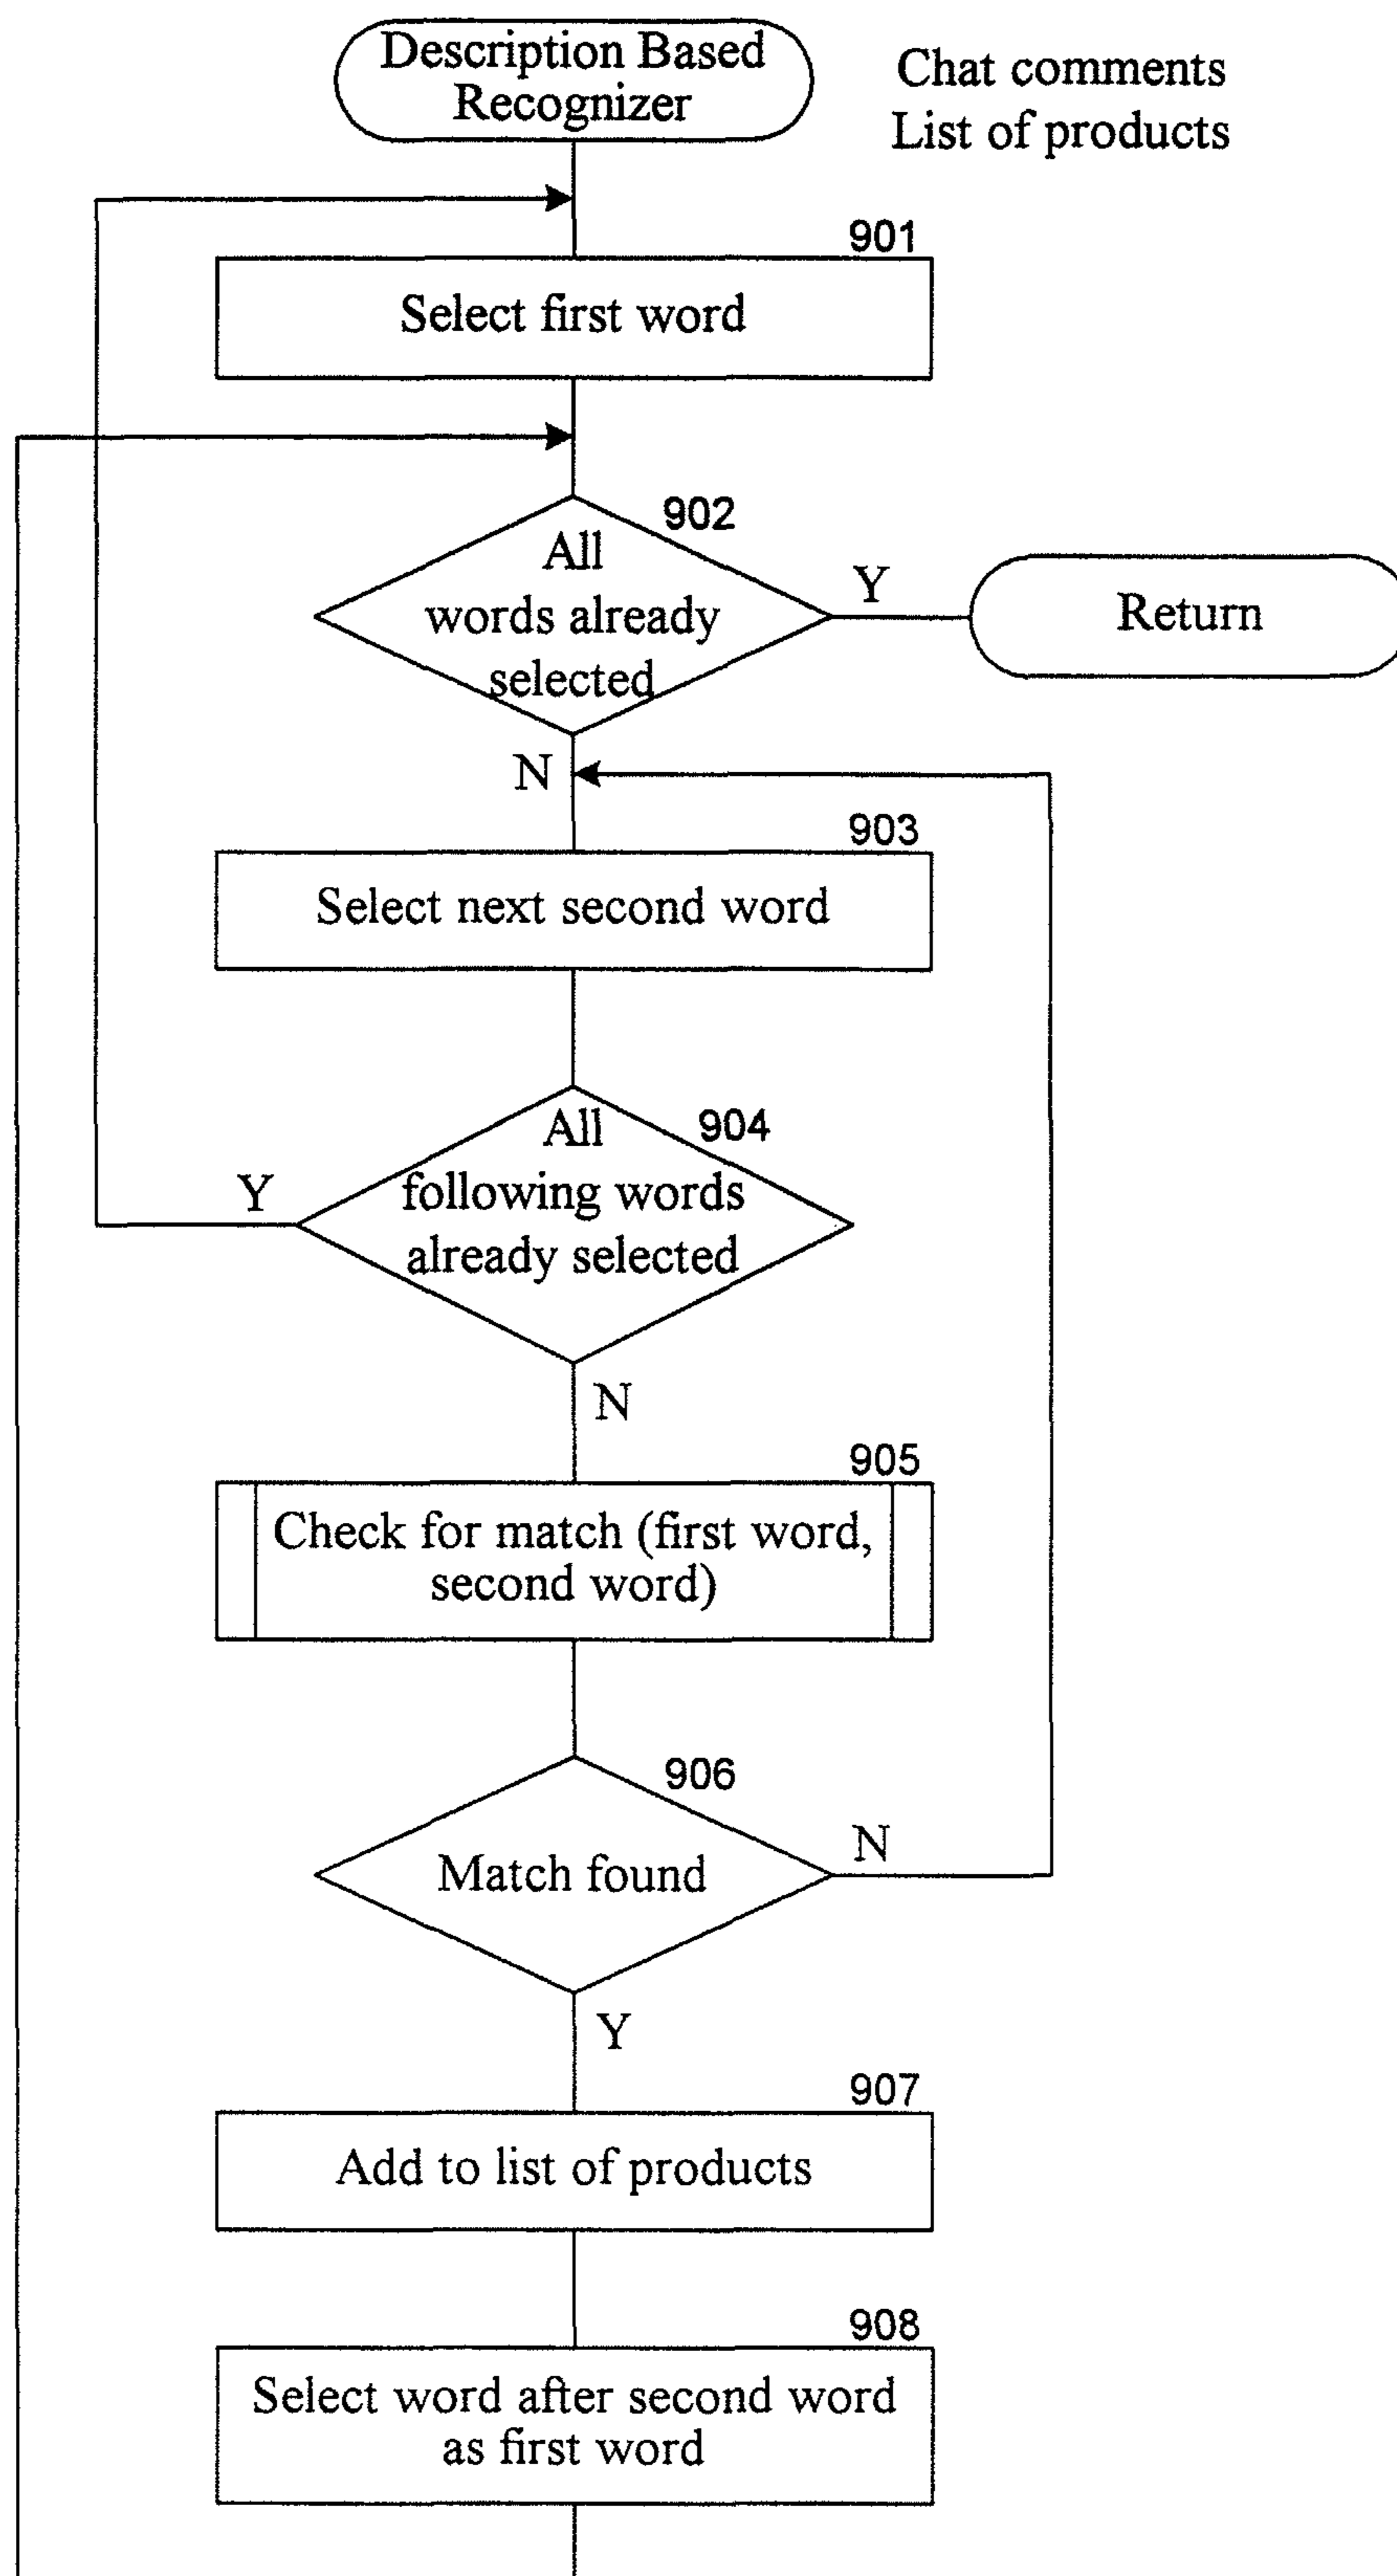 Description Based
Recognizer
Chat comments
List of products
901
Select first word
902
All
words already
selected
Y
Return
N
903
Select next second word
904
All
following words
already selected
Y
N
905
Check for match (first word,
second word)
906
Match found
N
Y
907
Add to list of products
908
Select word after second word
as first word